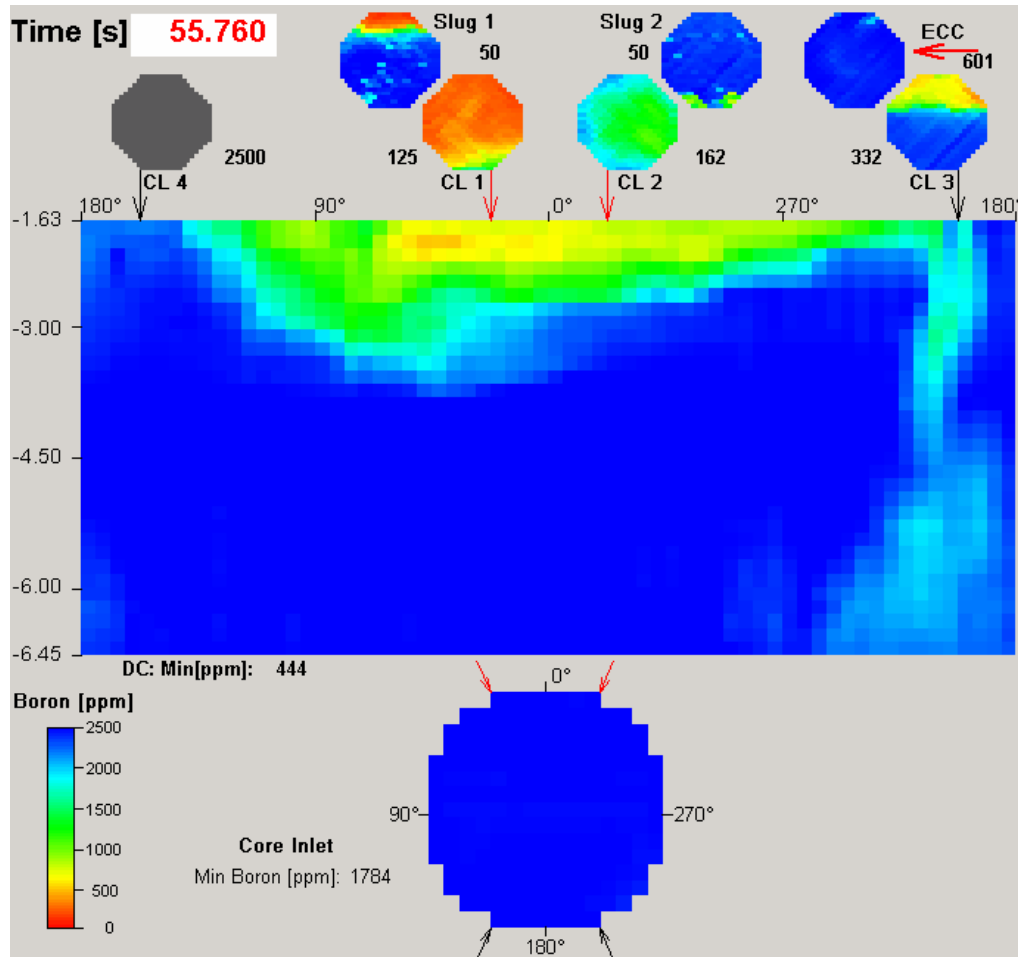 Time [s] 55.760
Slug 1
50
Slug 2
50
ECC
601
2500
125
162
332
CL 4
CL 1
CL 2
CL 3
180°
90°
0°
270°
180°
-1.63
-3.00
-4.50
-6.00
-6.45
DC: Min[ppm]: 444
Boron [ppm]
2500
2000
1500
1000
500
0
0°
90°
270°
180°
Core Inlet
Min Boron [ppm]: 1784